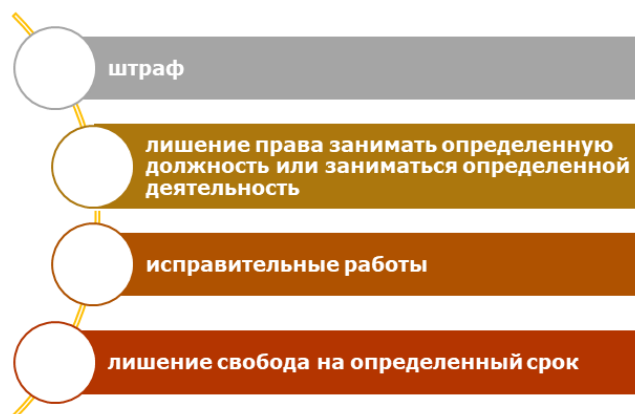 штраф
лишение права занимать определенную
должность или заниматься определенной
деятельность
исправительные работы
лишение свобода на определенный срок